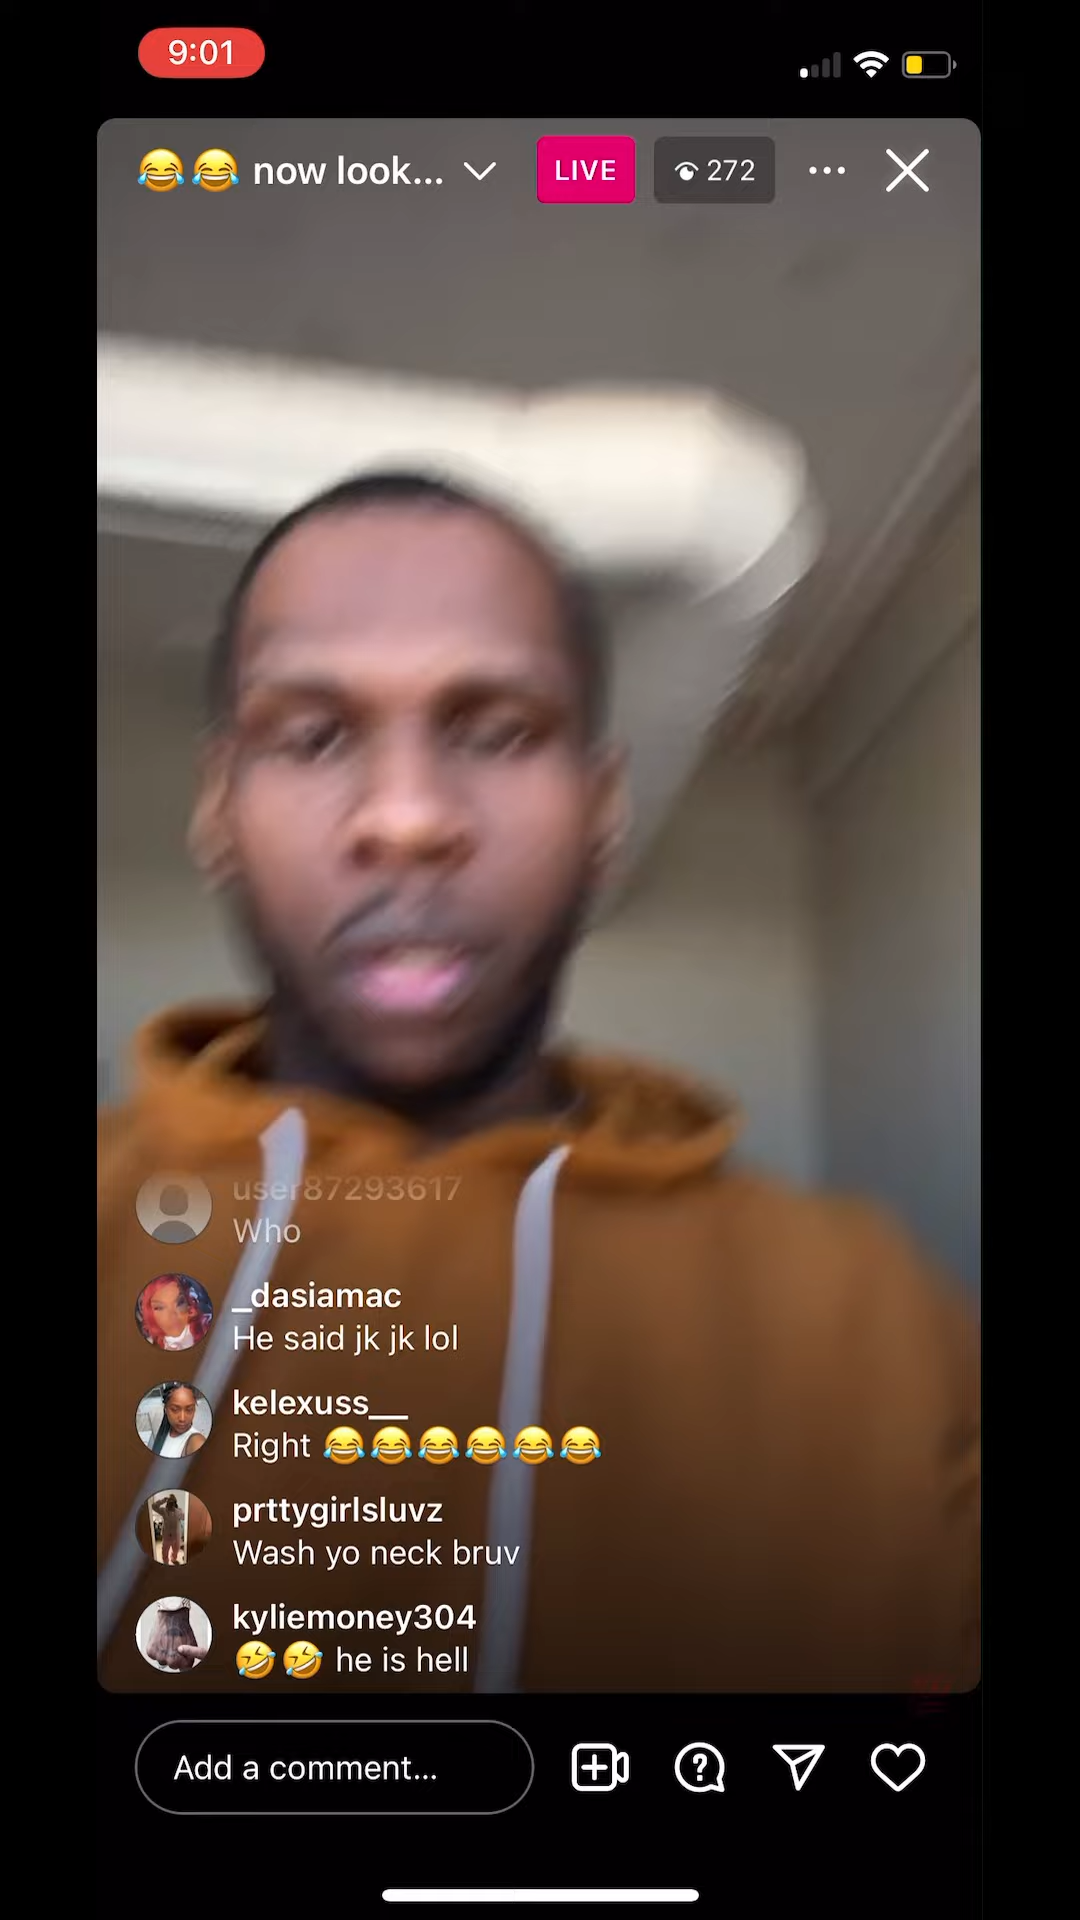 9:01
😂😂 now look...
LIVE
272
user87293617
Who
_dasiamac
He said jk jk lol
kelexuss__
Right 😂😂😂😂😂😂
prttygirlsluvz
Wash yo neck bruv
kyliemoney304
🤣🤣 he is hell
Add a comment...